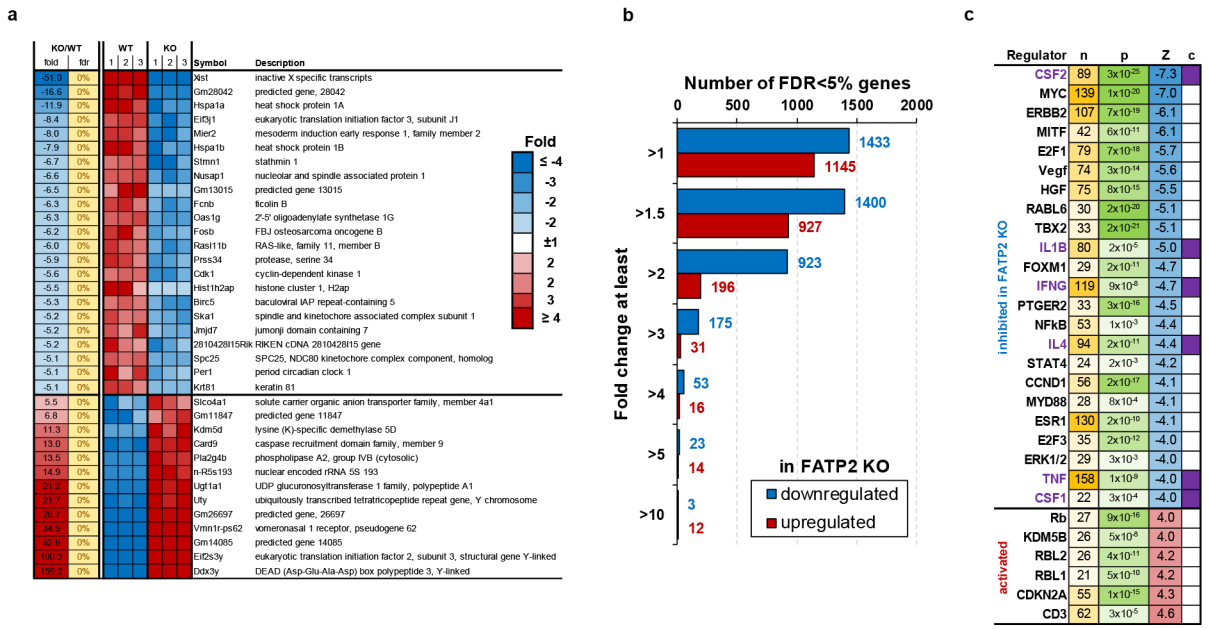 a
KO/WT WT KO
fold fdr 1 2 3 1 2 3 Symbol Description
-51.0 0% Xist inactive X specific transcripts
-16.6 0% Gm28042 predicted gene, 28042
-11.9 0% Hspa1a heat shock protein 1A
-8.4 0% Eif3j1 eukaryotic translation initiation factor 3, subunit J1
-8.0 0% Mier2 mesoderm induction early response 1, family member 2
-7.9 0% Hspa1b heat shock protein 1B
-6.7 0% Stmn1 stathmin 1
-6.6 0% Nusap1 nucleolar and spindle associated protein 1
-6.5 0% Gm13015 predicted gene 13015
-6.3 0% Fcnb ficolin B
-6.3 0% Oas1g 2'-5' oligoadenylate synthetase 1G
-6.2 0% Fosb FBJ osteosarcoma oncogene B
-6.0 0% Rasl11b RAS-like, family 11, member B
-5.9 0% Prss34 protease, serine 34
-5.6 0% Cdk1 cyclin-dependent kinase 1
-5.5 0% Hist1h2ap histone cluster 1, H2ap
-5.3 0% Birc5 baculoviral IAP repeat-containing 5
-5.2 0% Ska1 spindle and kinetochore associated complex subunit 1
-5.2 0% Jmjd7 jumonji domain containing 7
-5.2 0% 2810428I15Rik RIKEN cDNA 2810428I15 gene
-5.1 0% Spc25 SPC25, NDC80 kinetochore complex component, homolog
-5.1 0% Per1 period circadian clock 1
-5.1 0% Krt81 keratin 81
5.5 0% Slco4a1 solute carrier organic anion transporter family, member 4a1
6.8 0% Gm11847 predicted gene 11847
11.3 0% Kdm5d lysine (K)-specific demethylase 5D
13.0 0% Card9 caspase recruitment domain family, member 9
13.5 0% Pla2g4b phospholipase A2, group IVB (cytosolic)
14.9 0% n-R5s193 nuclear encoded rRNA 5S 193
21.2 0% Ugt1a1 UDP glucuronosyltransferase 1 family, polypeptide A1
21.7 0% Uty ubiquitously transcribed tetratricopeptide repeat gene, Y chromosome
26.7 0% Gm26697 predicted gene, 26697
34.9 0% Vmn1r-ps62 vomeronasal 1 receptor, pseudogene 62
62.6 0% Gm14085 predicted gene 14085
0% Eif2s3y eukaryotic translation initiation factor 2, subunit 3, structural gene Y-linked
159.2 0% Ddx3y DEAD (Asp-Glu-Ala-Asp) box polypeptide 3, Y-linked
Fold
≤ -4
-3
-2
-2
±1
2
2
3
≥ 4
b
Number of FDR<5% genes
0 500 1000 1500 2000
Fold change at least
>1 1433
1145
>1.5 1400
927
>2 923
196
>3 175
31
>4 53
16
>5 23
14
>10 3
12
in FATP2 KO
downregulated
upregulated
c
Regulator n p Z c
inhibited in FATP2 KO
CSF2 89 3x10-25 -7.3
MYC 139 1x10-20 -7.0
ERBB2 107 7x10-19 -6.1
MITF 42 6x10-11 -6.1
E2F1 79 7x10-18 -5.7
Vegf 74 3x10-14 -5.6
HGF 75 8x10-15 -5.5
RABL6 30 2x10-20 -5.1
TBX2 33 2x10-21 -5.1
IL1B 80 2x10-5 -5.0
FOXM1 29 2x10-11 -4.7
IFNG 119 9x10-8 -4.7
PTGER2 33 3x10-16 -4.5
NFkB 53 1x10-3 -4.4
IL4 94 2x10-11 -4.4
STAT4 24 2x10-3 -4.2
CCND1 56 2x10-17 -4.1
MYD88 28 8x10-4 -4.1
ESR1 130 2x10-10 -4.1
E2F3 35 2x10-12 -4.0
ERK1/2 29 3x10-3 -4.0
TNF 158 1x10-9 -4.0
CSF1 22 3x10-4 -4.0
activated
Rb 27 9x10-16 4.0
KDM5B 26 5x10-8 4.0
RBL2 26 4x10-11 4.2
RBL1 21 5x10-10 4.2
CDKN2A 55 1x10-15 4.3
CD3 62 3x10-5 4.6